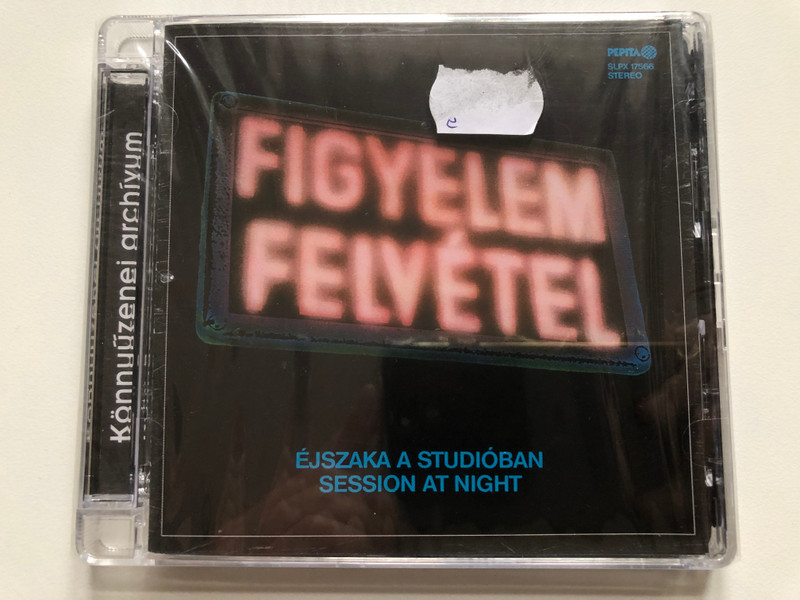 Könnyűzenei archívum
PEPITA
SLPX 17566
STEREO
FIGYELEM
FELVÉTEL
ÉJSZAKA A STUDIÓBAN
SESSION AT NIGHT